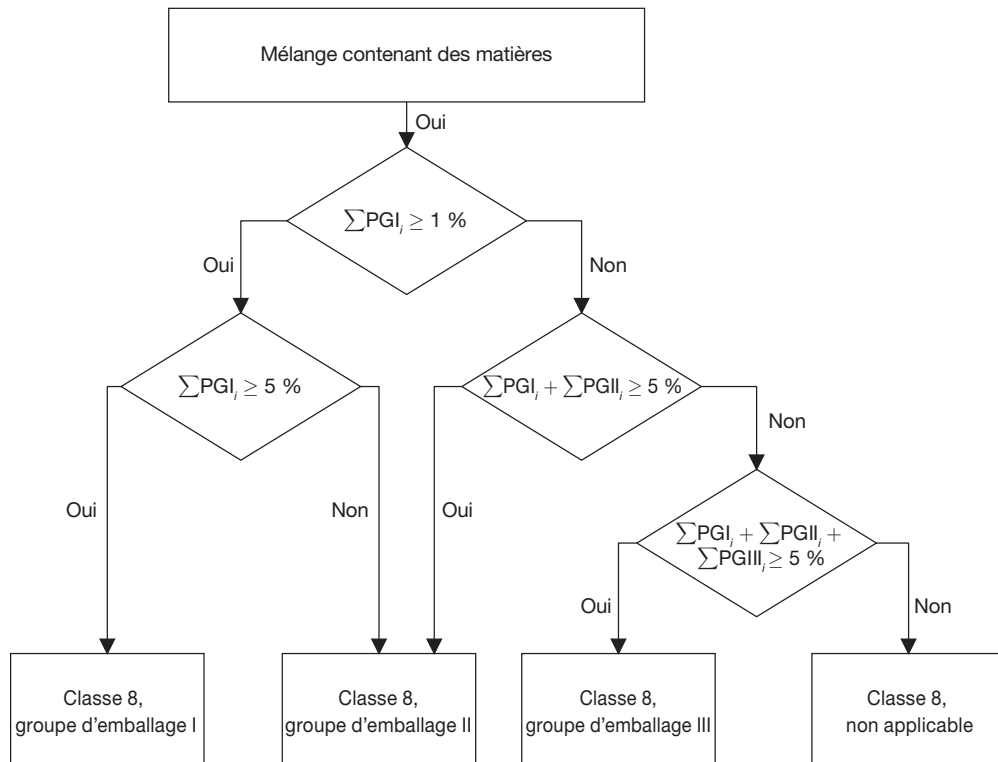 Mélange contenant des matières
Oui
∑PGIᵢ ≥ 1 %
Oui
Non
∑PGIᵢ ≥ 5 %
∑PGIᵢ + ∑PGIIᵢ ≥ 5 %
Non
Oui
Non
Oui
∑PGIᵢ + ∑PGIIᵢ +
∑PGIIIᵢ ≥ 5 %
Oui
Non
Classe 8,
groupe d'emballage I
Classe 8,
groupe d'emballage II
Classe 8,
groupe d'emballage III
Classe 8,
non applicable